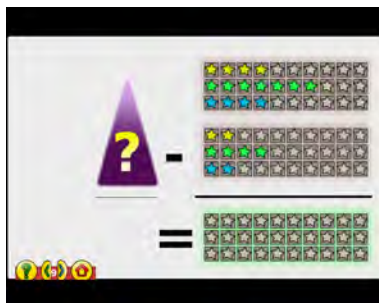 ?
-
=